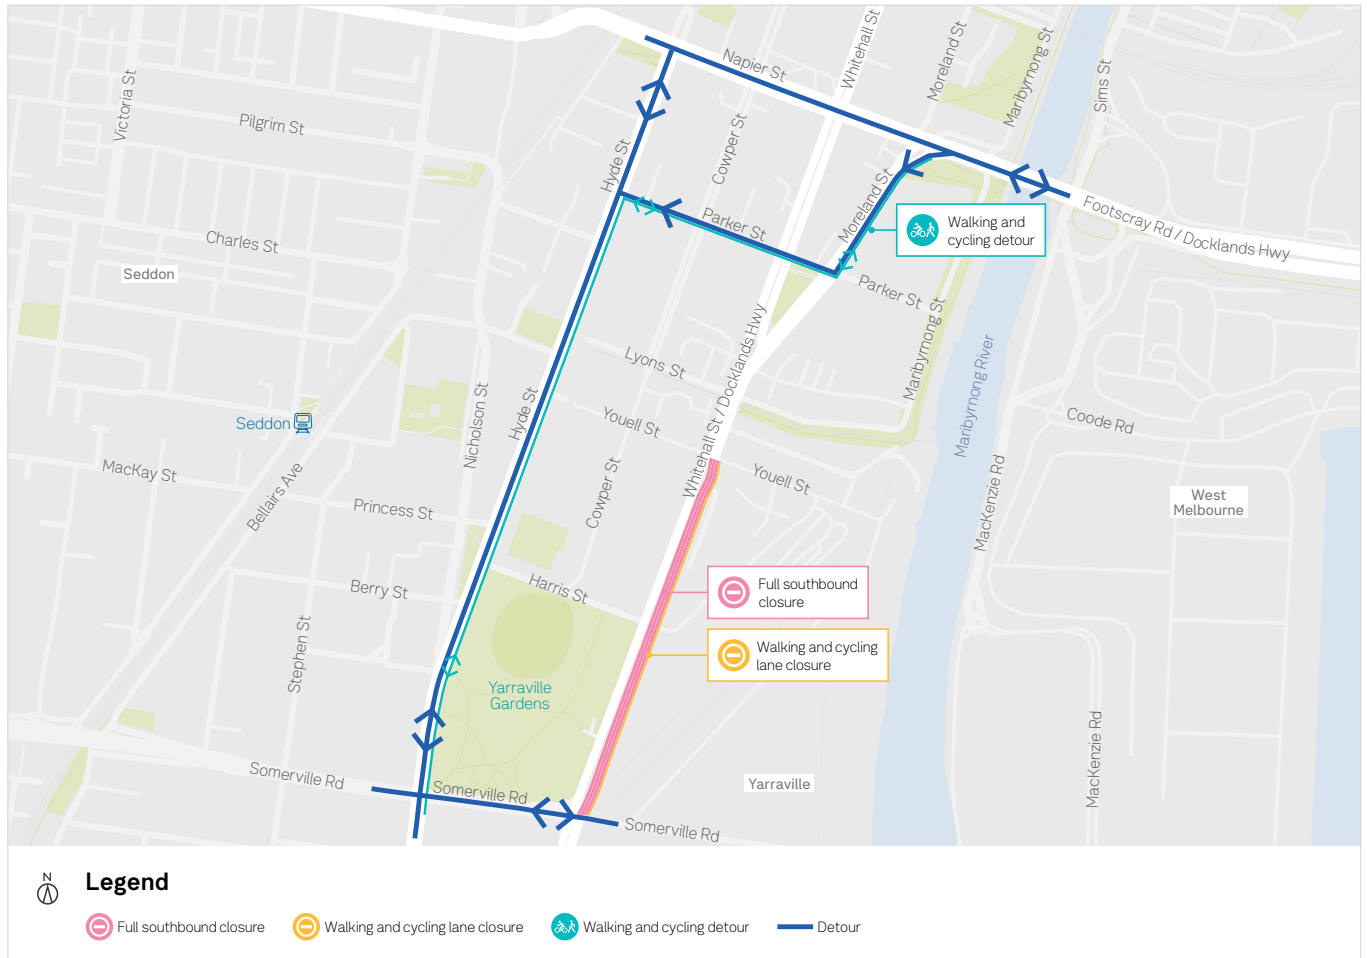 Napier St
Whitehall St
Moreland St
Maribyrnong St
Sims St
Victoria St
Pilgrim St
Hyde St
Cowper St
Parker St
Moreland St
Walking and
cycling detour
Footscray Rd / Docklands Hwy
Charles St
Seddon
Parker St
Maribyrnong St
Lyons St
Whitehall St / Docklands Hwy
Maribyrnong River
Seddon
Nicholson St
Hyde St
Youell St
Coode Rd
MacKay St
Bellairs Ave
Princess St
Cowper St
Youell St
MacKenzie Rd
West
Melbourne
Berry St
Harris St
Full southbound
closure
Stephen St
Walking and cycling
lane closure
Yarraville
Gardens
MacKenzie Rd
Somerville Rd
Somerville Rd
Yarraville
Somerville Rd
N
Legend
Full southbound closure
Walking and cycling lane closure
Walking and cycling detour
Detour